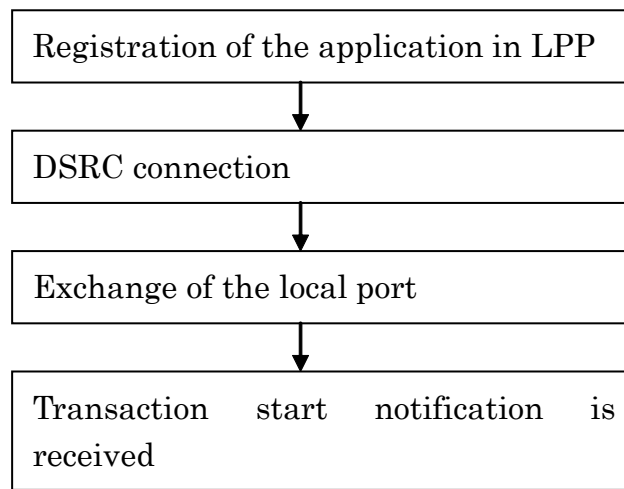 Registration of the application in LPP
DSRC connection
Exchange of the local port
Transaction start notification is
received